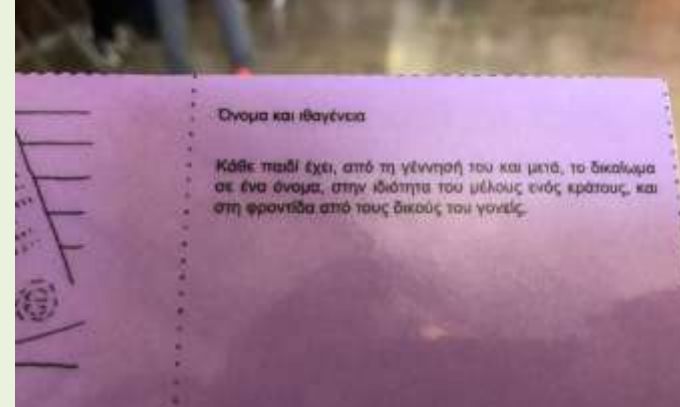 Όνομα και ιθαγένεια
Κάθε παιδί έχει, από τη γέννησή του και μετά, το δικαίωμα
σε ένα όνομα, στην ιδιότητα του μέλους ενός κράτους, και
στη φροντίδα από τους δικούς του γονείς.